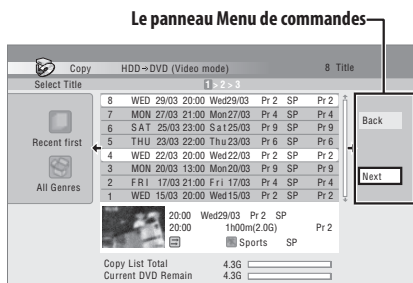 Le panneau Menu de commandes
Copy HDD→DVD (Video mode) 8 Title
Select Title 1 > 2 > 3
Recent first
All Genres
8 WED 29/03 20:00 Wed29/03 Pr 2 SP Pr 2
7 MON 27/03 21:00 Mon27/03 Pr 4 SP Pr 4
6 SAT 25/03 23:00 Sat25/03 Pr 9 SP Pr 9
5 THU 23/03 22:00 Thu23/03 Pr 6 SP Pr 6
4 WED 22/03 20:00 Wed22/03 Pr 2 SP Pr 2
3 MON 20/03 13:00 Mon20/03 Pr 9 SP Pr 9
2 FRI 17/03 21:00 Fri 17/03 Pr 4 SP Pr 4
1 WED 15/03 20:00 Wed15/03 Pr 2 SP Pr 2
Back
Next
20:00 Wed29/03 Pr 2 SP
20:00 1h00m(2.0G) Pr 2
Sports SP
Copy List Total 4.3G
Current DVD Remain 4.3G